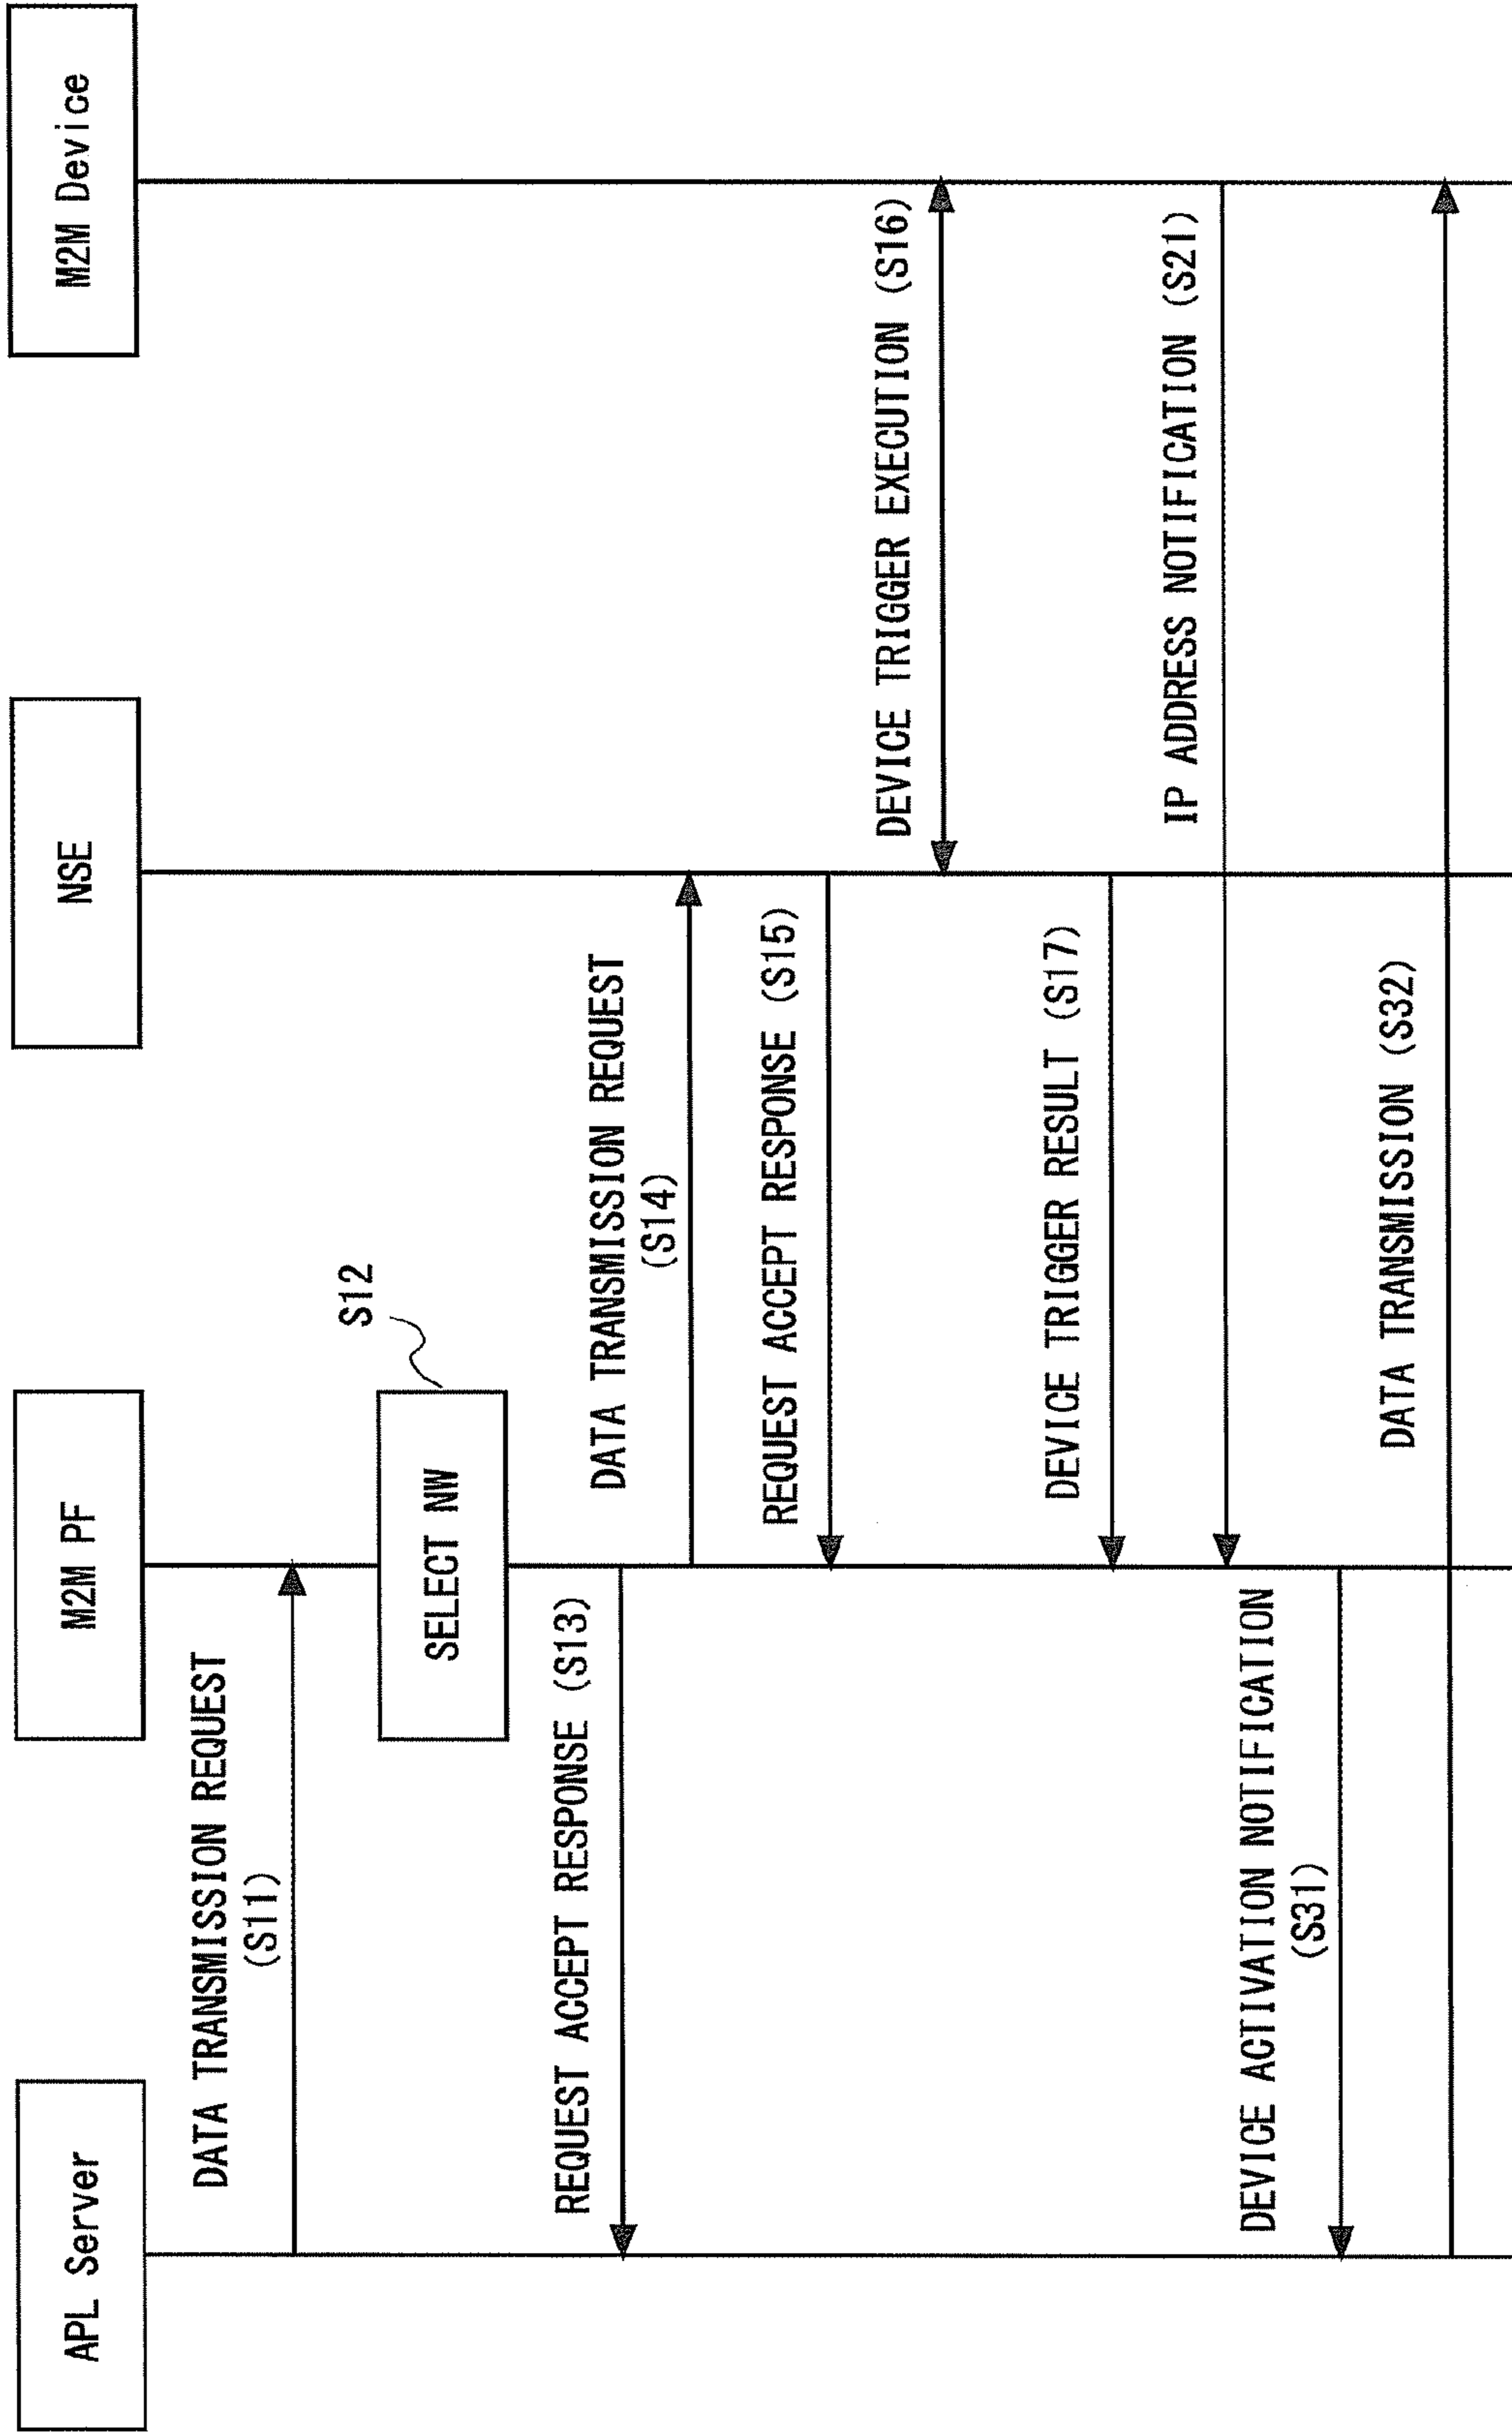 APL Server
M2M PF
NSE
M2M Device
DATA TRANSMISSION REQUEST
(S11)
S12
SELECT NW
REQUEST ACCEPT RESPONSE (S13)
DATA TRANSMISSION REQUEST
(S14)
REQUEST ACCEPT RESPONSE (S15)
DEVICE TRIGGER EXECUTION (S16)
DEVICE TRIGGER RESULT (S17)
IP ADDRESS NOTIFICATION (S21)
DEVICE ACTIVATION NOTIFICATION
(S31)
DATA TRANSMISSION (S32)